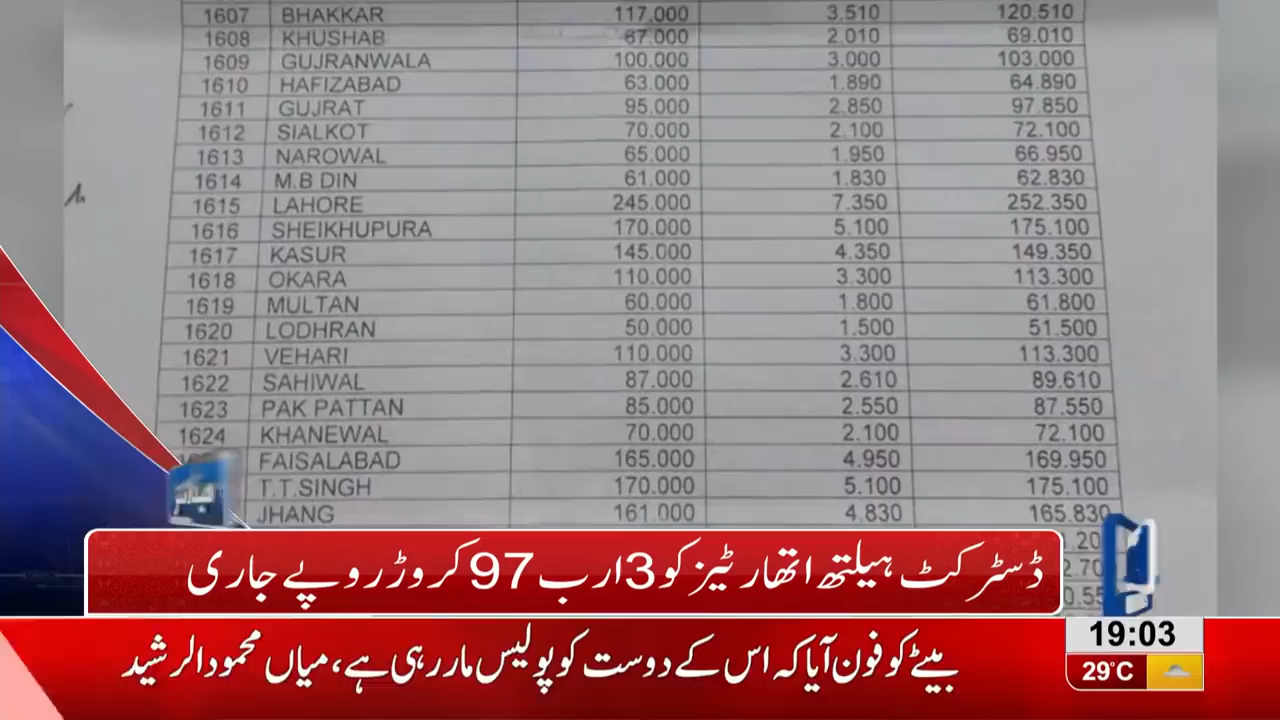 1607 BHAKKAR 117.000 3.510 120.510
1608 KHUSHAB 67.000 2.010 69.010
1609 GUJRANWALA 100.000 3.000 103.000
1610 HAFIZABAD 63.000 1.890 64.890
1611 GUJRAT 95.000 2.850 97.850
1612 SIALKOT 70.000 2.100 72.100
1613 NAROWAL 65.000 1.950 66.950
1614 M.B DIN 61.000 1.830 62.830
1615 LAHORE 245.000 7.350 252.350
1616 SHEIKHUPURA 170.000 5.100 175.100
1617 KASUR 145.000 4.350 149.350
1618 OKARA 110.000 3.300 113.300
1619 MULTAN 60.000 1.800 61.800
1620 LODHRAN 50.000 1.500 51.500
1621 VEHARI 110.000 3.300 113.300
1622 SAHIWAL 87.000 2.610 89.610
1623 PAK PATTAN 85.000 2.550 87.550
1624 KHANEWAL 70.000 2.100 72.100
FAISALABAD 165.000 4.950 169.950
T.T.SINGH 170.000 5.100 175.100
JHANG 161.000 4.830 165.830
ڈسٹرکٹ ہیلتھ اتھارٹیز کو 3 ارب 97 کروڑ روپے جاری
19:03
بیٹے کو فون آیا کہ اس کے دوست کو پولیس مار رہی ہے، میاں محمود الرشید
29°C